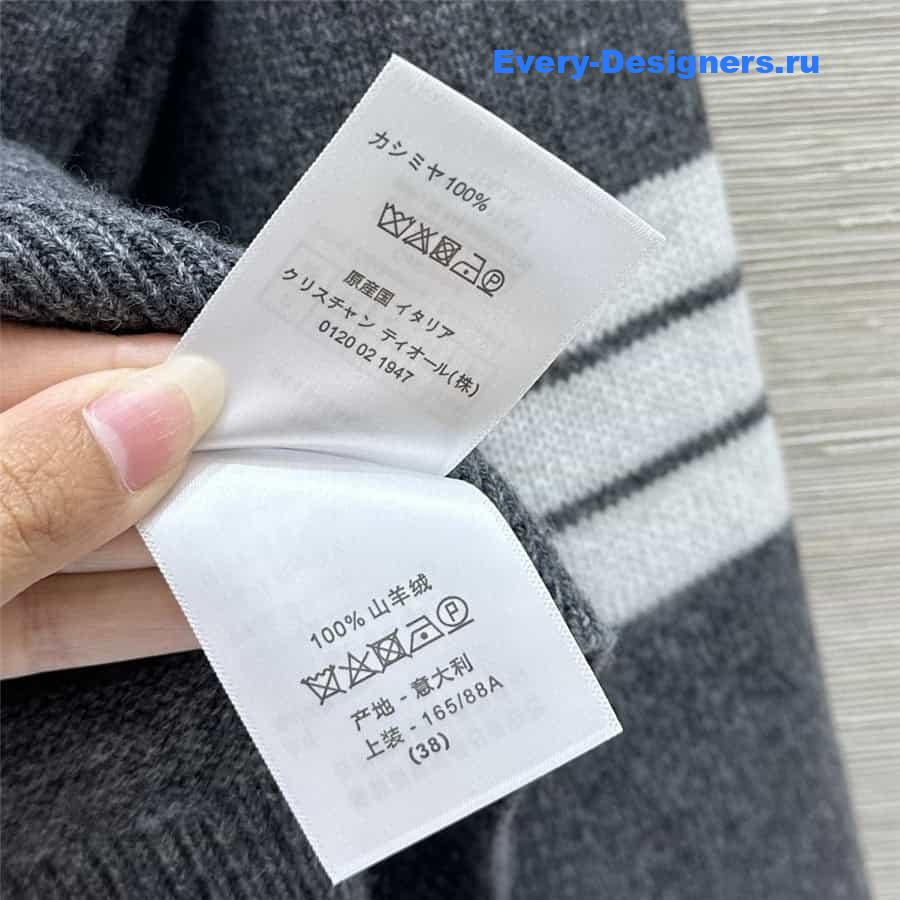 Every-Designers.ru
カシミヤ100%
P
原産国 イタリア
クリスチャン ディオール(株)
0120 02 1947
100% 山羊绒
P
产地 - 意大利
上装 - 165/88A
(38)